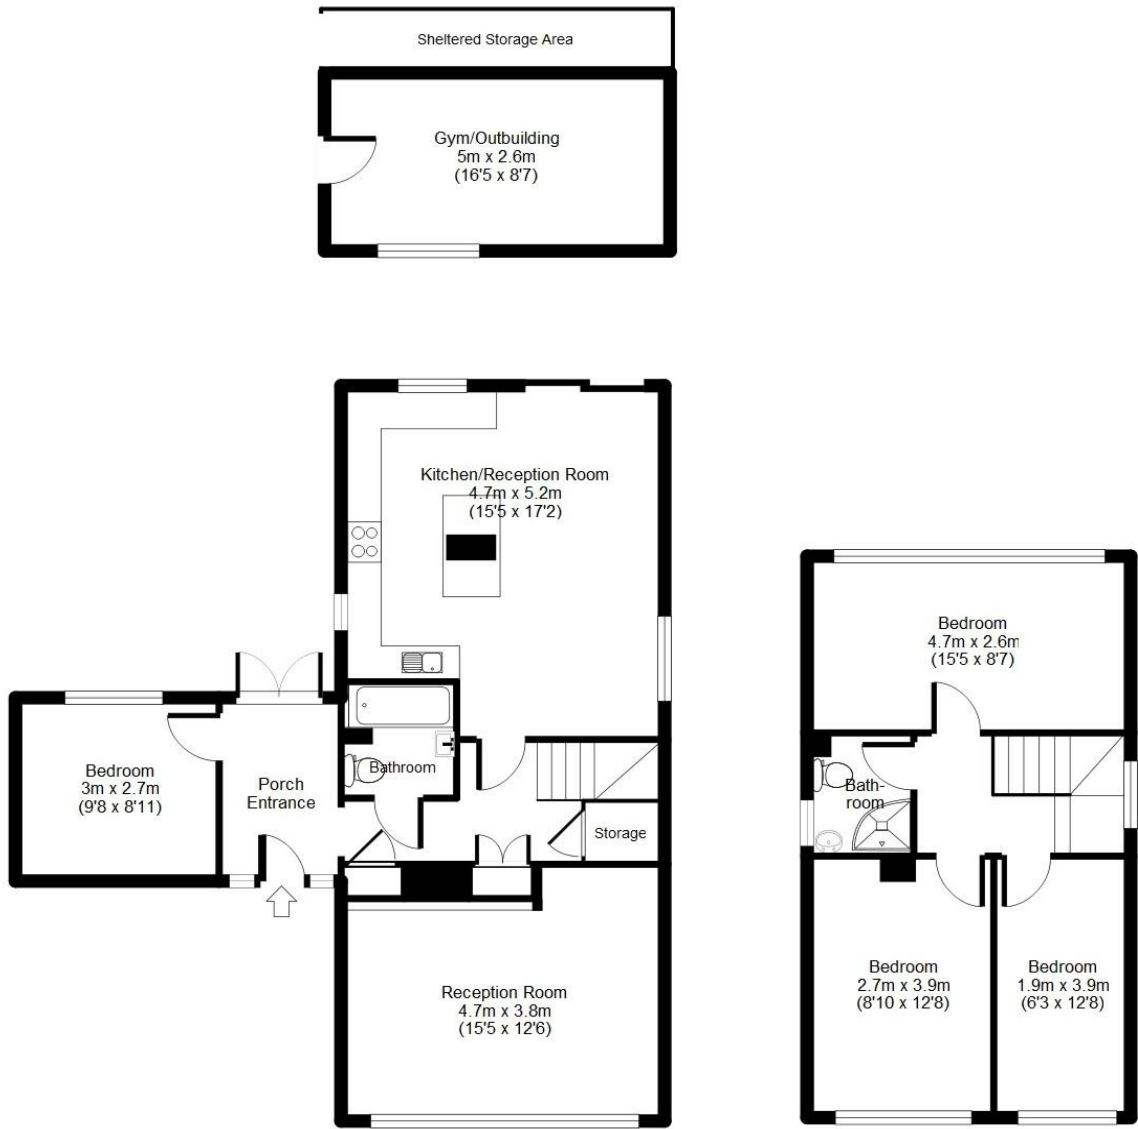 Sheltered Storage Area
Gym/Outbuilding
5m x 2.6m
(16'5 x 8'7)
Kitchen/Reception Room
4.7m x 5.2m
(15'5 x 17'2)
Bedroom
3m x 2.7m
(9'8 x 8'11)
Porch
Entrance
Bathroom
Storage
Reception Room
4.7m x 3.8m
(15'5 x 12'6)
Bedroom
4.7m x 2.6m
(15'5 x 8'7)
Bath-
room
Bedroom
2.7m x 3.9m
(8'10 x 12'8)
Bedroom
1.9m x 3.9m
(6'3 x 12'8)